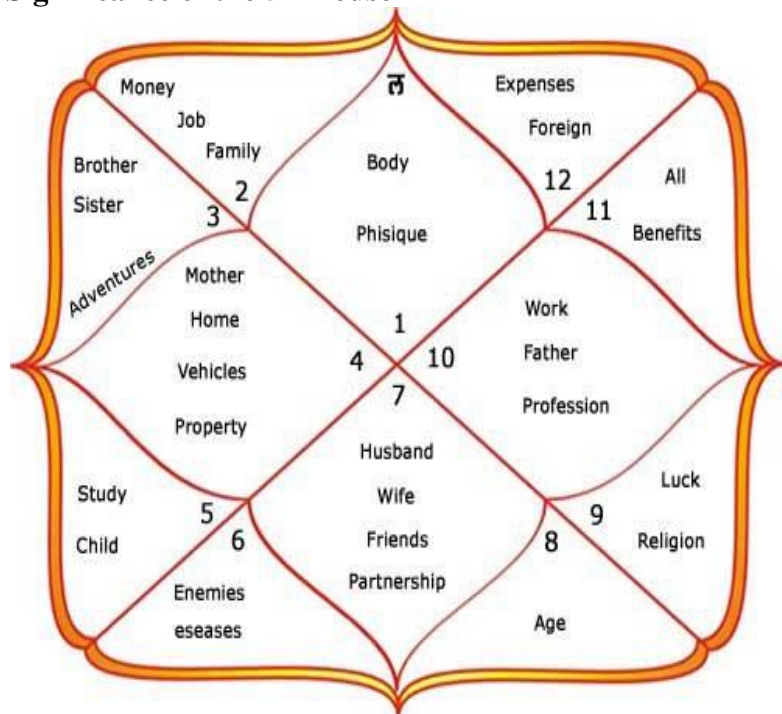 ल
Body
Phisique
1
Money
Job
Family
2
Brother
Sister
Adventures
3
Mother
Home
Vehicles
Property
4
Study
Child
5
6
Enemies
eseases
7
Husband
Wife
Friends
Partnership
8
Age
9
Luck
Religion
10
Work
Father
Profession
11
All
Benefits
Expenses
Foreign
12